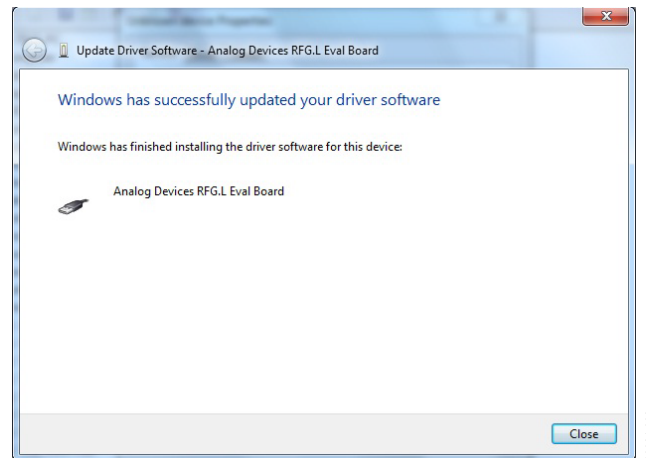 Update Driver Software - Analog Devices RFG.L Eval Board
Windows has successfully updated your driver software
Windows has finished installing the driver software for this device:
Analog Devices RFG.L Eval Board
Close